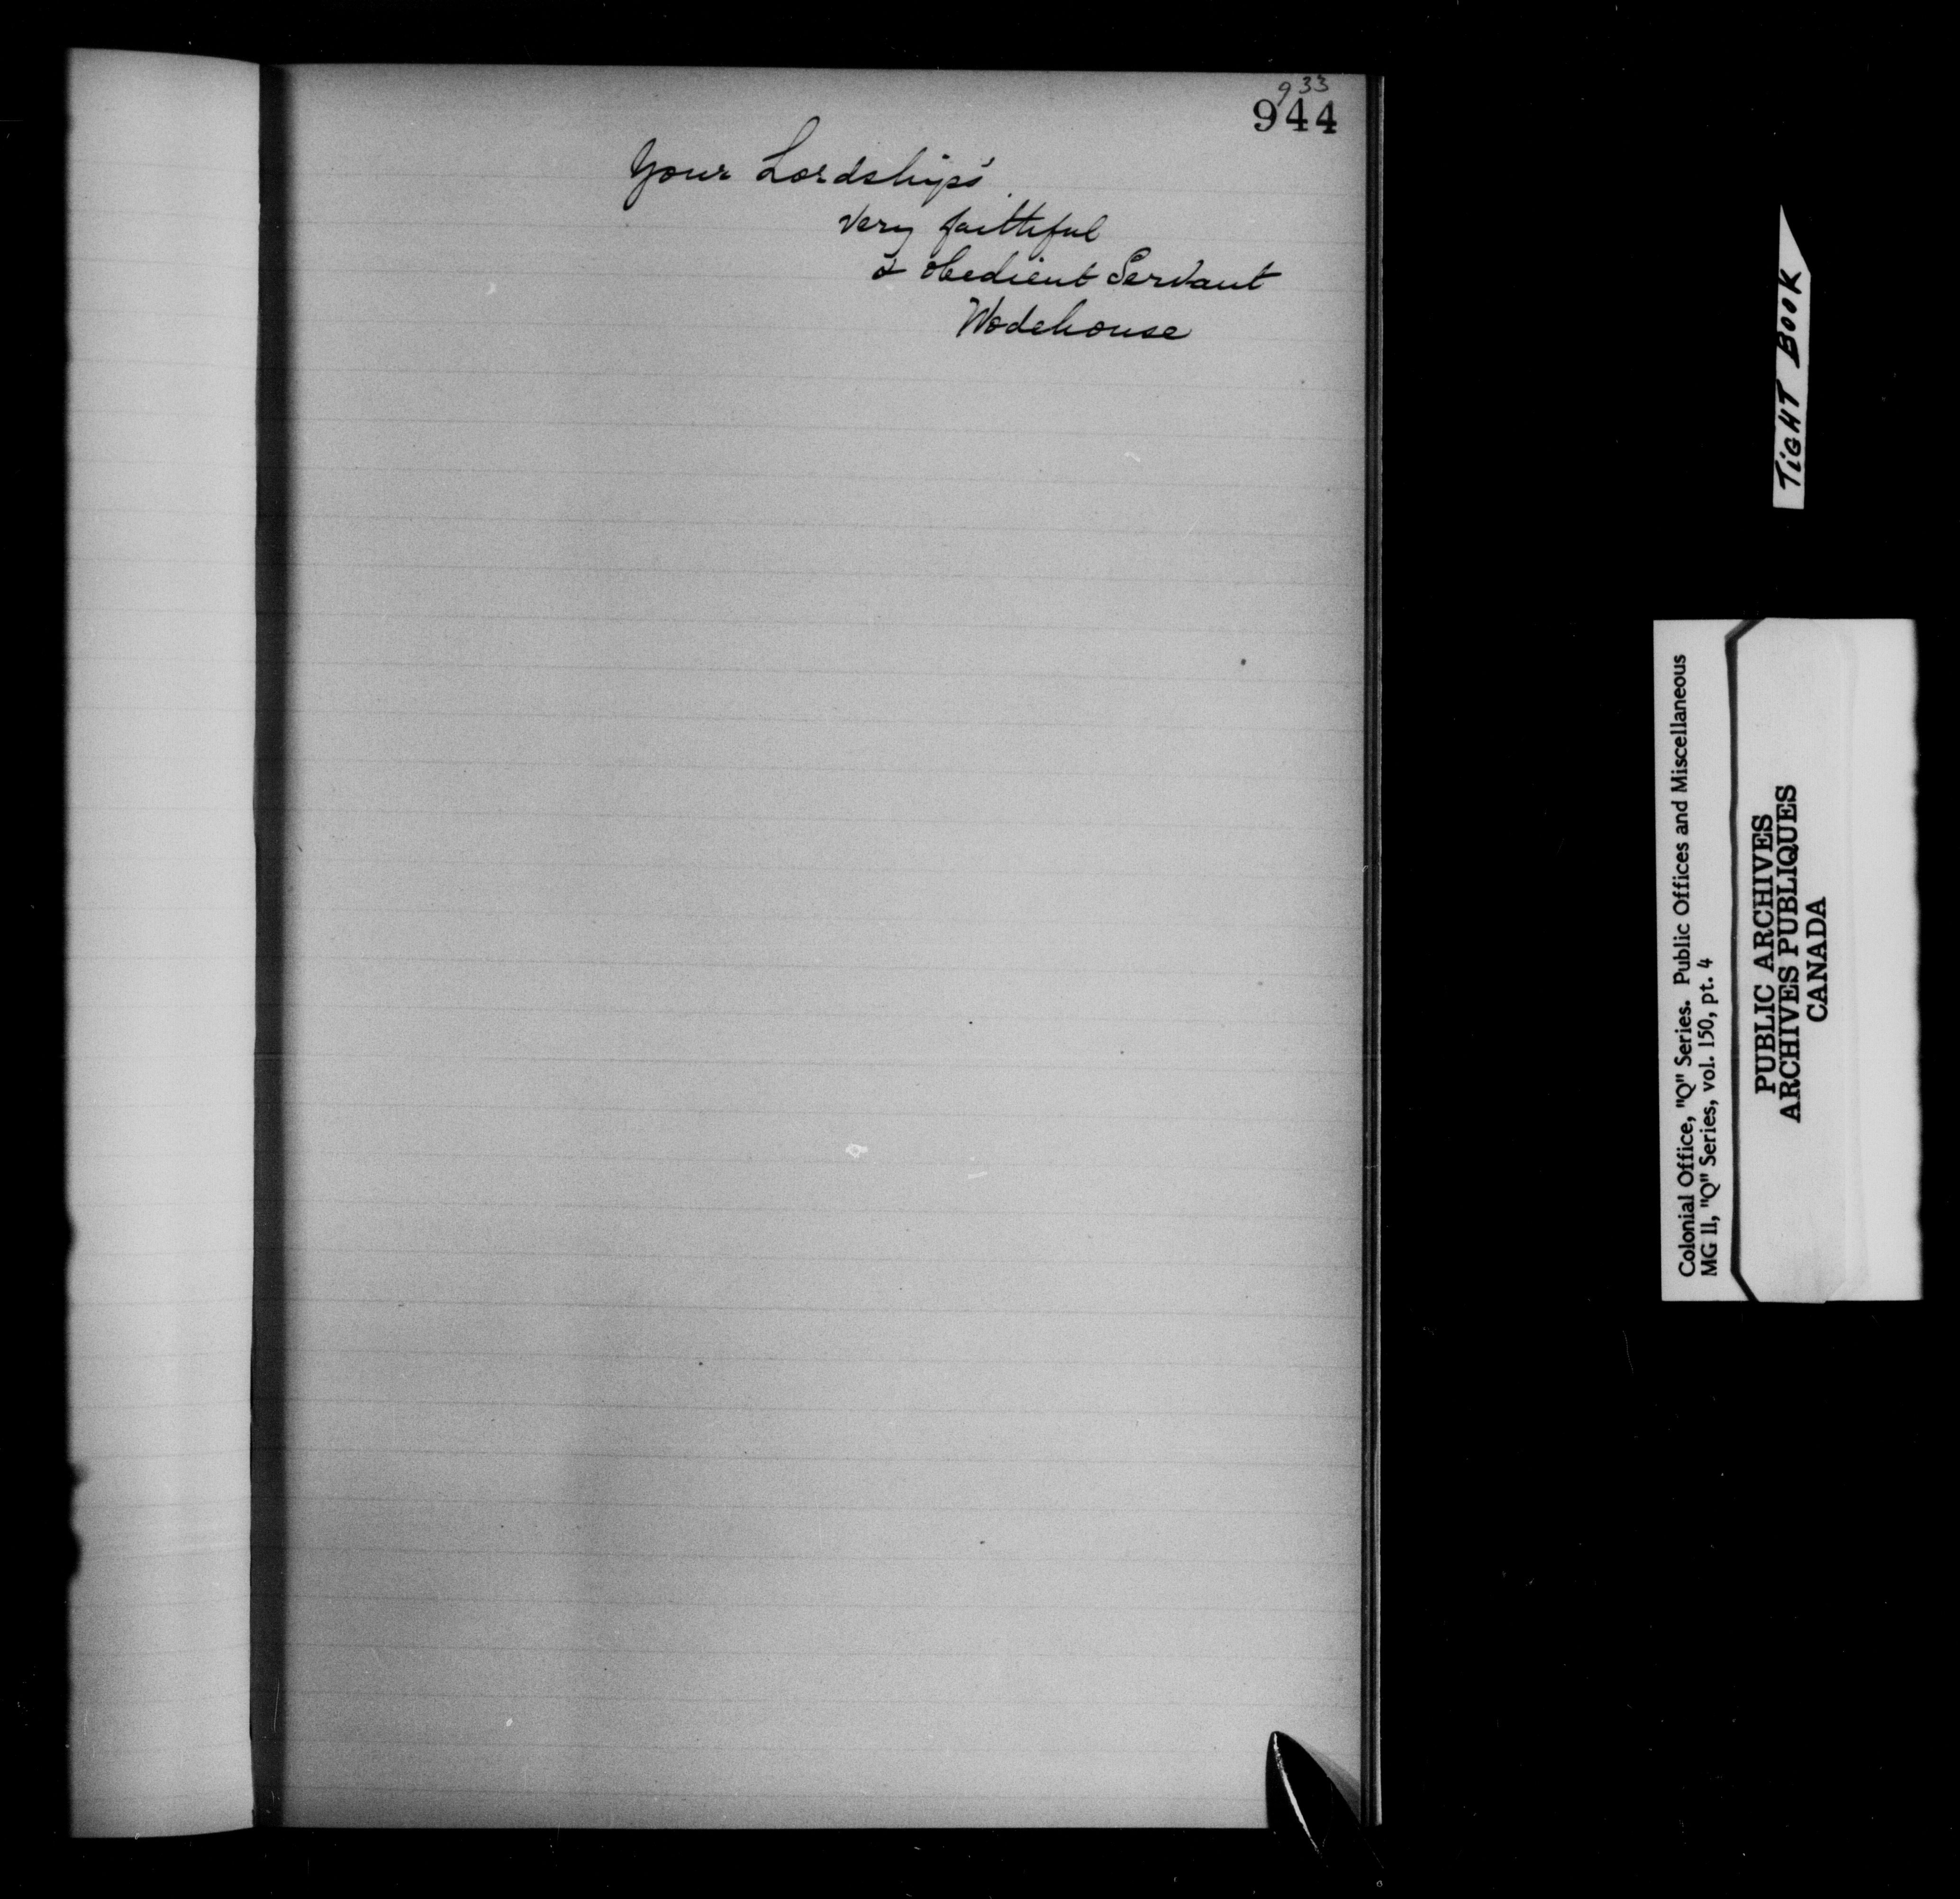 933
944
Your Lordship's
very faithful
& obedient Servant
Wodehouse
TIGHT BOOK
Colonial Office, "Q" Series. Public Offices and Miscellaneous
MG 11, "Q" Series, vol. 150, pt. 4
PUBLIC ARCHIVES
ARCHIVES PUBLIQUES
CANADA